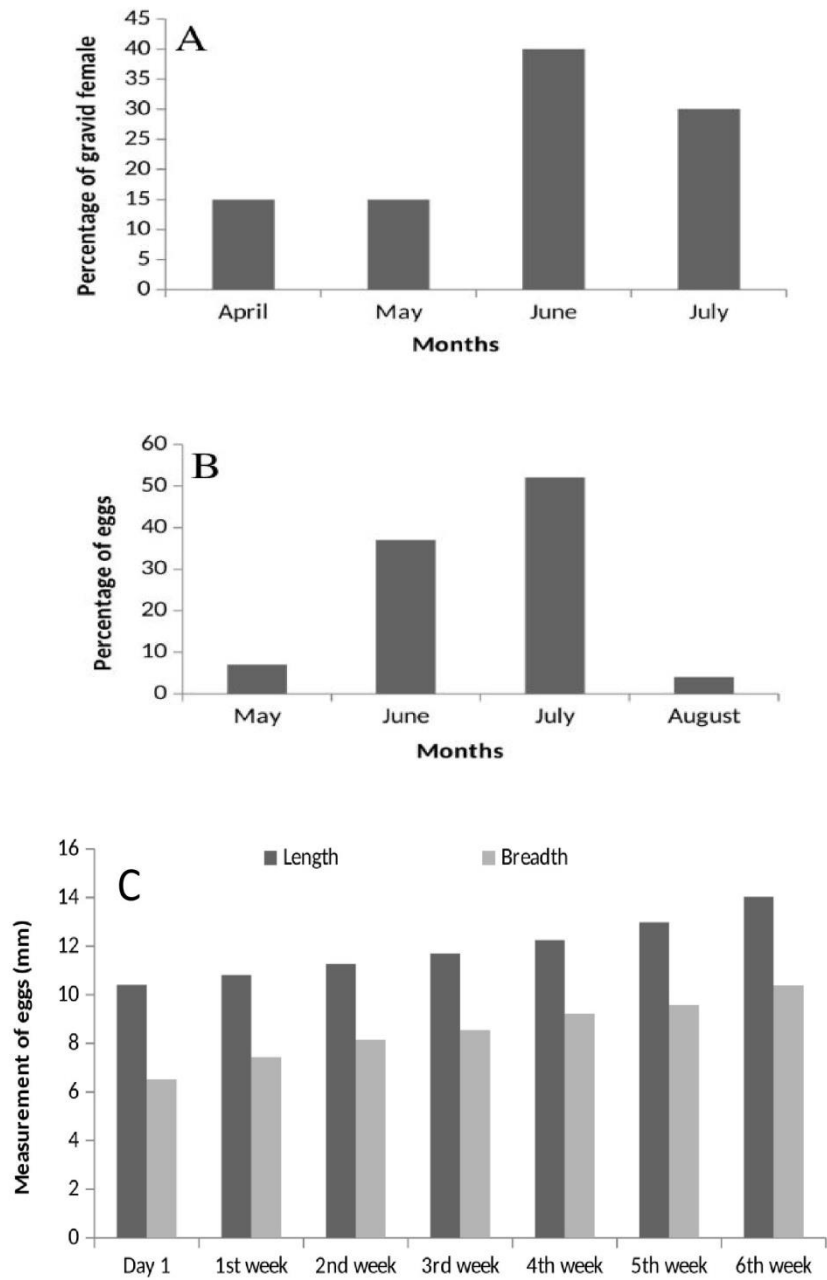 A
Percentage of gravid female
45
40
35
30
25
20
15
10
5
0
April May June July
Months
B
Percentage of eggs
60
50
40
30
20
10
0
May June July August
Months
C
Length Breadth
Measurement of eggs (mm)
16
14
12
10
8
6
4
2
0
Day 1 1st week 2nd week 3rd week 4th week 5th week 6th week